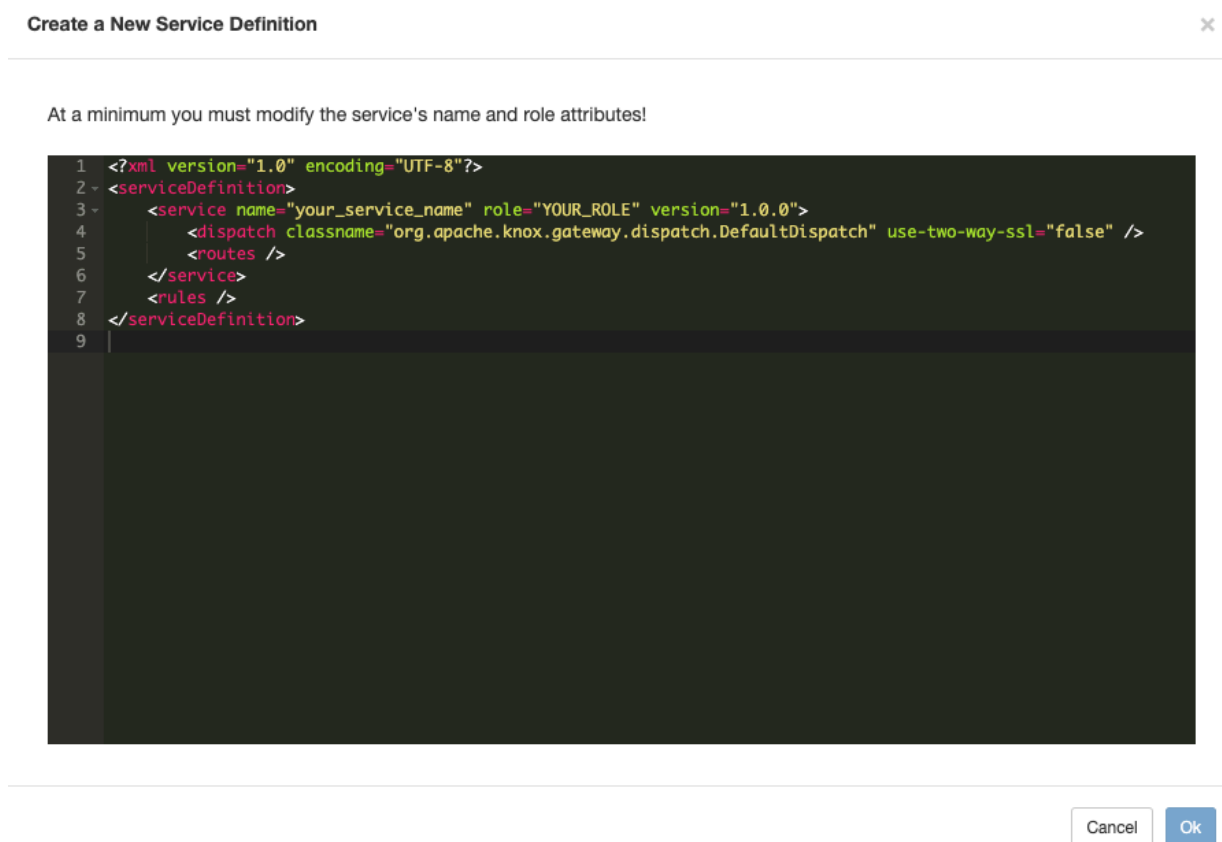 Create a New Service Definition ×
At a minimum you must modify the service's name and role attributes!
1 <?xml version="1.0" encoding="UTF-8"?>
2 <serviceDefinition>
3     <service name="your_service_name" role="YOUR_ROLE" version="1.0.0">
4         <dispatch classname="org.apache.knox.gateway.dispatch.DefaultDispatch" use-two-way-ssl="false" />
5         <routes />
6     </service>
7     <rules />
8 </serviceDefinition>
9
Cancel Ok